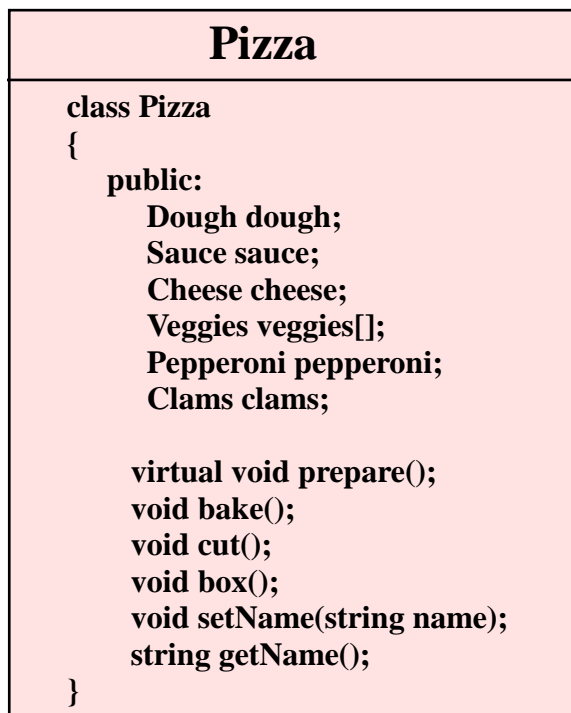 Pizza
class Pizza
{
public:
Dough dough;
Sauce sauce;
Cheese cheese;
Veggies veggies[];
Pepperoni pepperoni;
Clams clams;
virtual void prepare();
void bake();
void cut();
void box();
void setName(string name);
string getName();
}